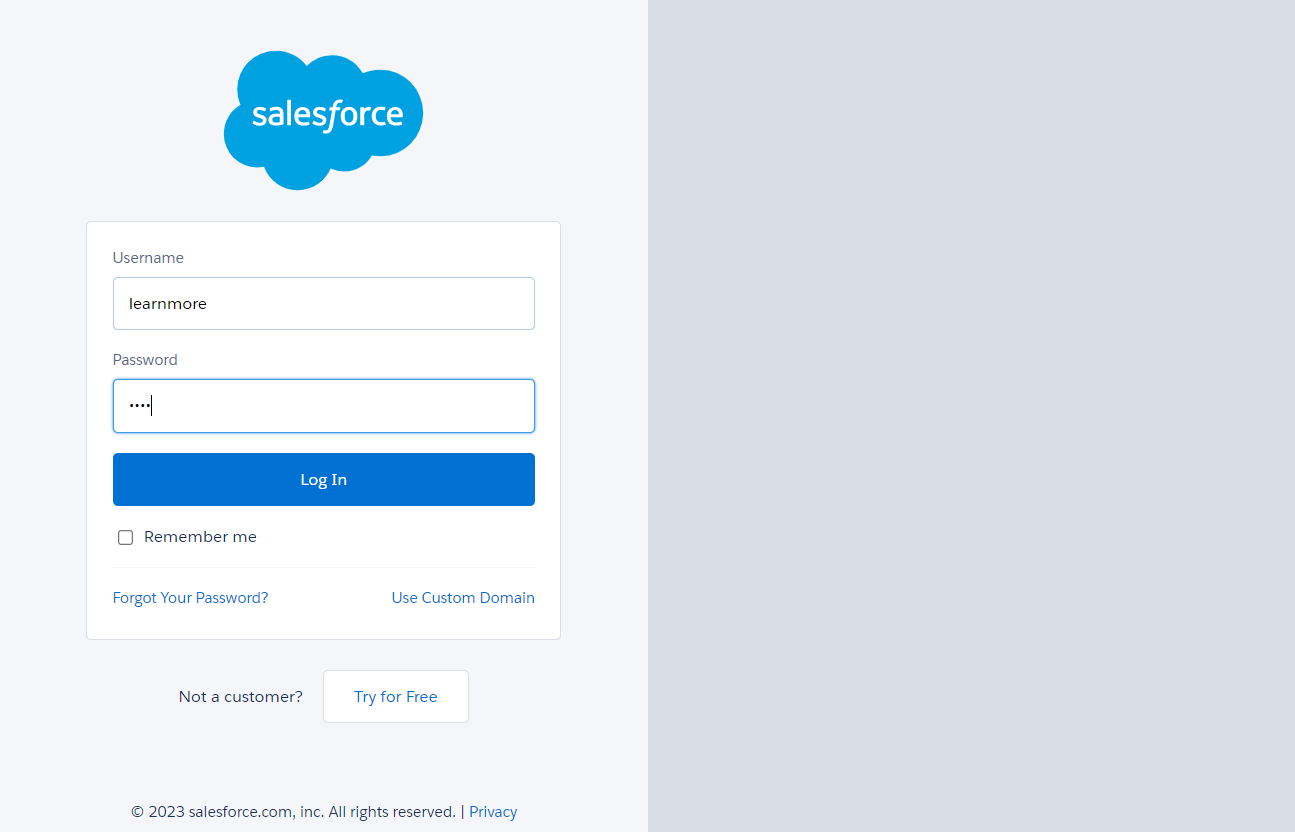 salesforce
Username
learnmore
Password
••••
Log In
Remember me
Forgot Your Password? Use Custom Domain
Not a customer? Try for Free
© 2023 salesforce.com, inc. All rights reserved. | Privacy